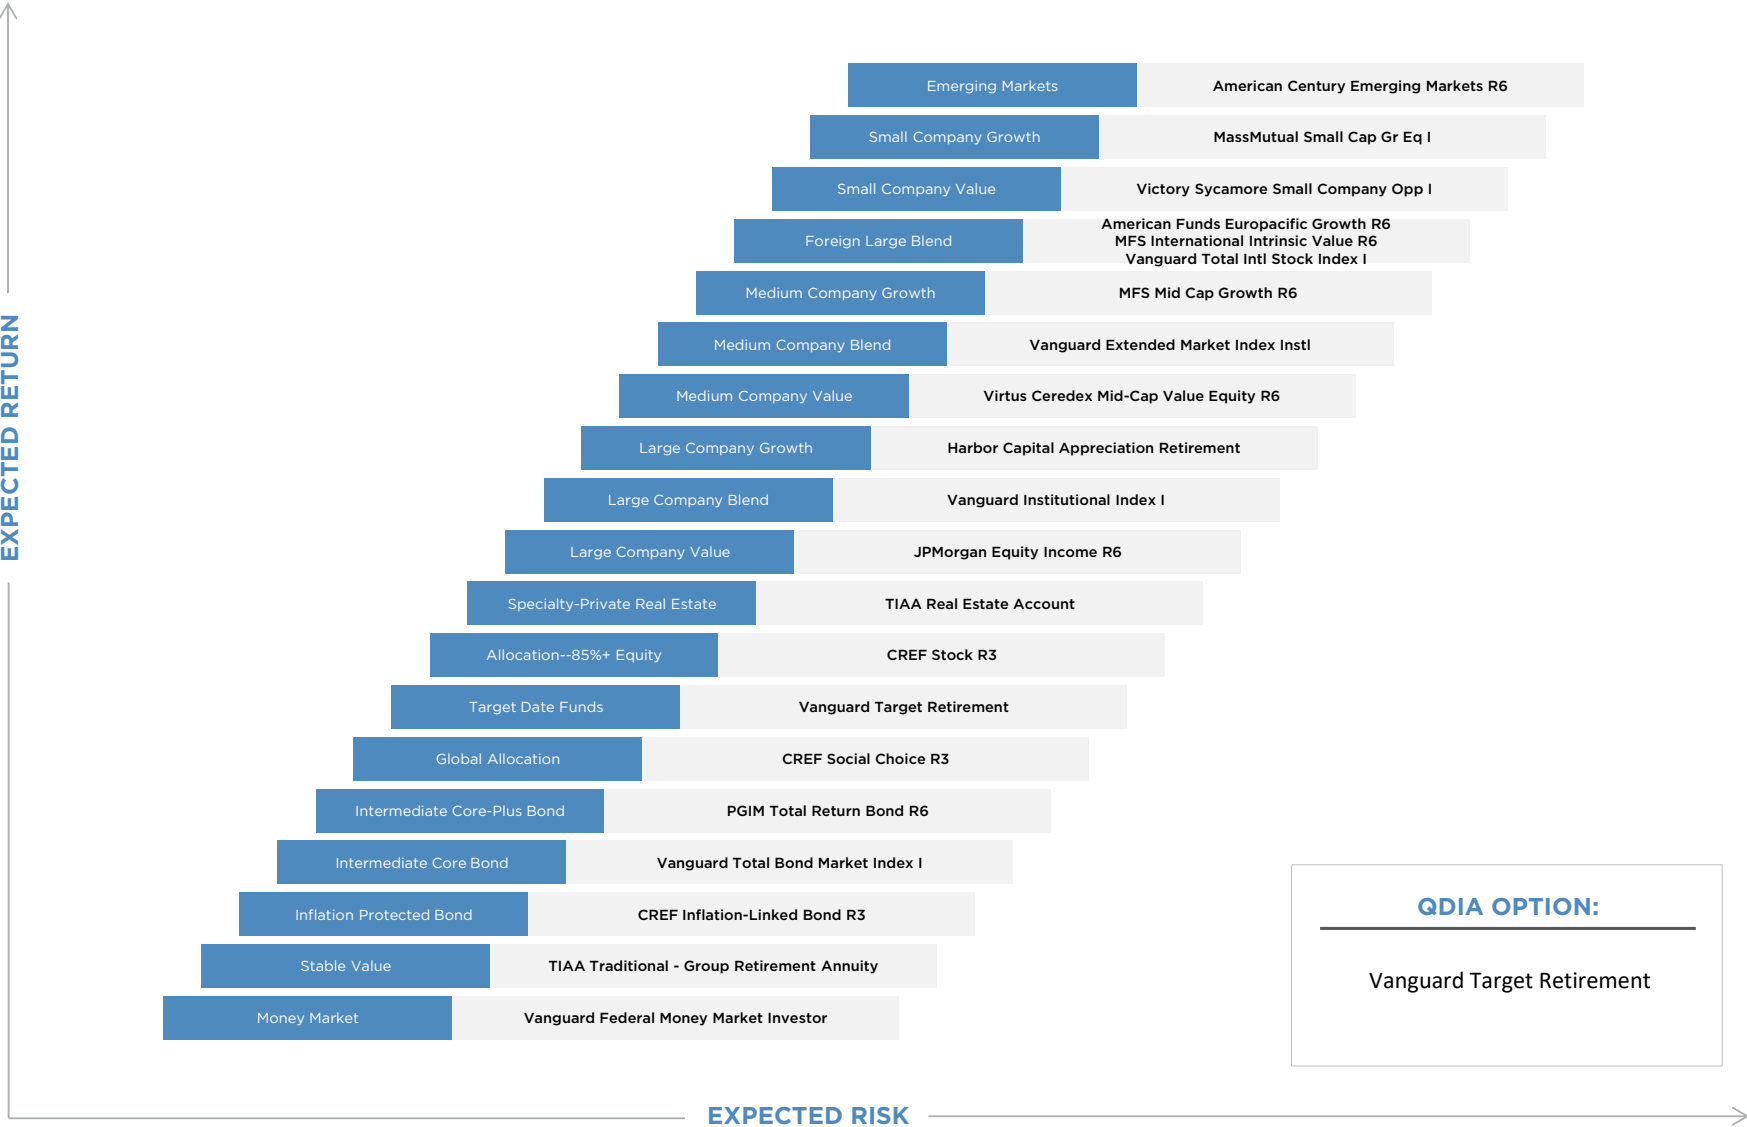 Emerging Markets American Century Emerging Markets R6
Small Company Growth MassMutual Small Cap Gr Eq I
Small Company Value Victory Sycamore Small Company Opp I
American Funds Europacific Growth R6
Foreign Large Blend MFS International Intrinsic Value R6
Vanguard Total Intl Stock Index I
Medium Company Growth MFS Mid Cap Growth R6
Medium Company Blend Vanguard Extended Market Index Instl
Medium Company Value Virtus Ceredex Mid-Cap Value Equity R6
Large Company Growth Harbor Capital Appreciation Retirement
Large Company Blend Vanguard Institutional Index I
Large Company Value JPMorgan Equity Income R6
Specialty-Private Real Estate TIAA Real Estate Account
Allocation--85%+ Equity CREF Stock R3
Target Date Funds Vanguard Target Retirement
Global Allocation CREF Social Choice R3
Intermediate Core-Plus Bond PGIM Total Return Bond R6
Intermediate Core Bond Vanguard Total Bond Market Index I
Inflation Protected Bond CREF Inflation-Linked Bond R3
Stable Value TIAA Traditional - Group Retirement Annuity
Money Market Vanguard Federal Money Market Investor
EXPECTED RETURN
EXPECTED RISK
QDIA OPTION:
Vanguard Target Retirement